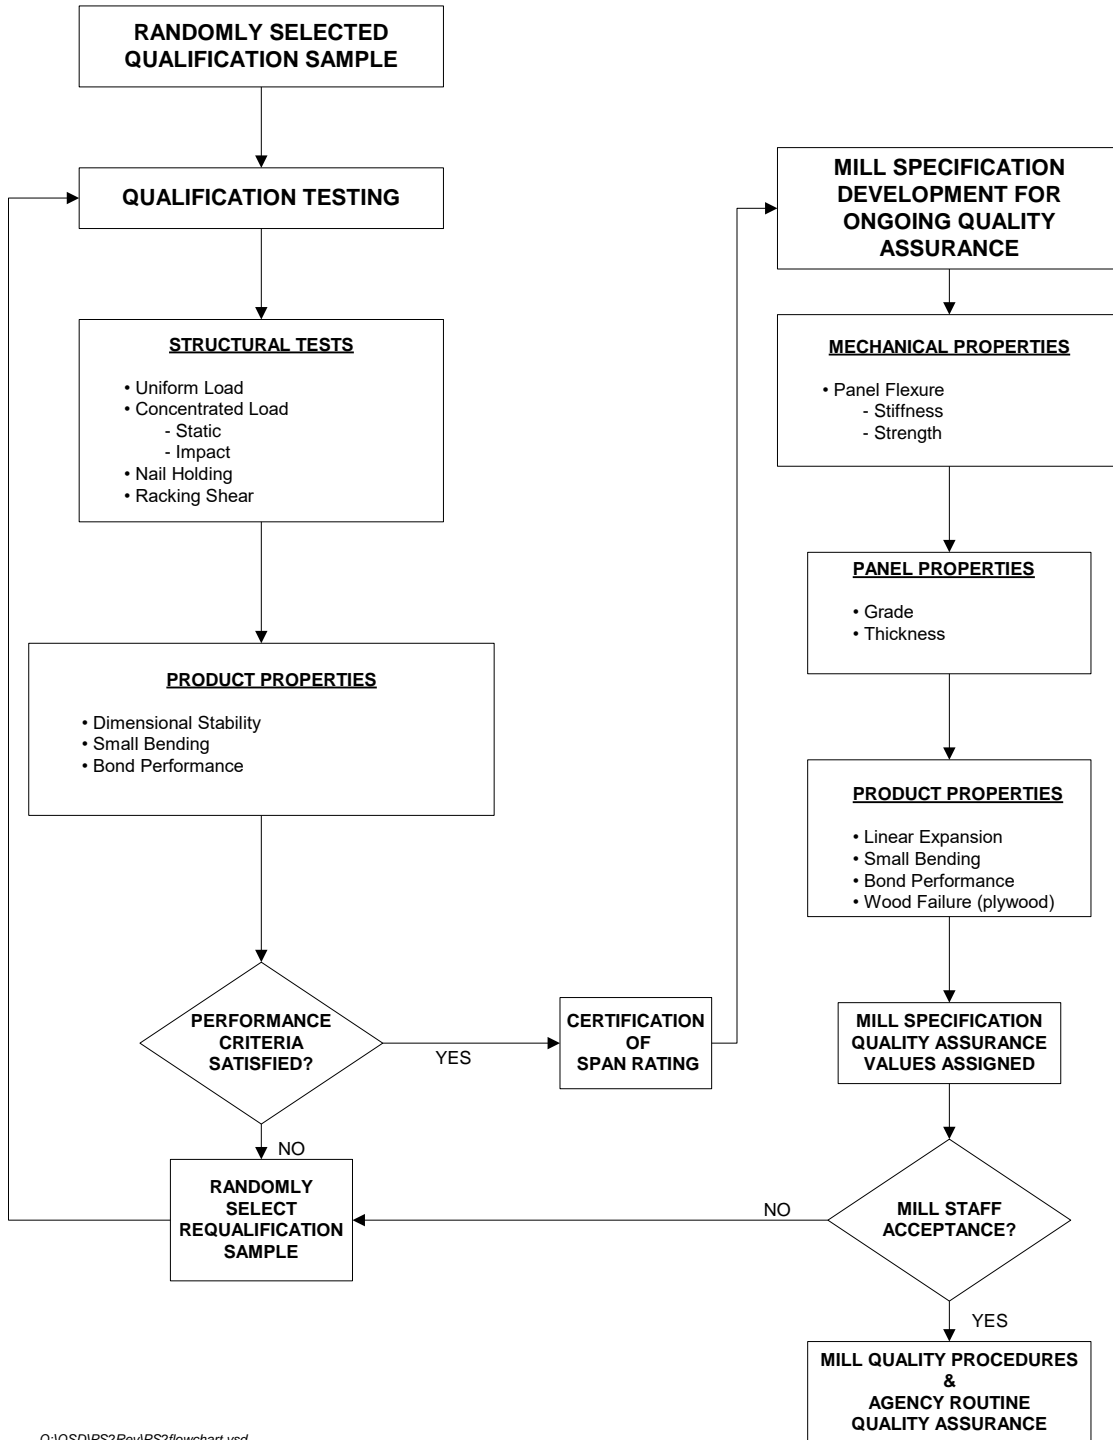 RANDOMLY SELECTED
QUALIFICATION SAMPLE
QUALIFICATION TESTING
STRUCTURAL TESTS
• Uniform Load
• Concentrated Load
- Static
- Impact
• Nail Holding
• Racking Shear
PRODUCT PROPERTIES
• Dimensional Stability
• Small Bending
• Bond Performance
PERFORMANCE
CRITERIA
SATISFIED?
YES
NO
CERTIFICATION
OF
SPAN RATING
RANDOMLY
SELECT
REQUALIFICATION
SAMPLE
MILL SPECIFICATION
DEVELOPMENT FOR
ONGOING QUALITY
ASSURANCE
MECHANICAL PROPERTIES
• Panel Flexure
- Stiffness
- Strength
PANEL PROPERTIES
• Grade
• Thickness
PRODUCT PROPERTIES
• Linear Expansion
• Small Bending
• Bond Performance
• Wood Failure (plywood)
MILL SPECIFICATION
QUALITY ASSURANCE
VALUES ASSIGNED
MILL STAFF
ACCEPTANCE?
NO
YES
MILL QUALITY PROCEDURES
&
AGENCY ROUTINE
QUALITY ASSURANCE
Q:\QSD\PS2Rev\PS2flowchart.vsd